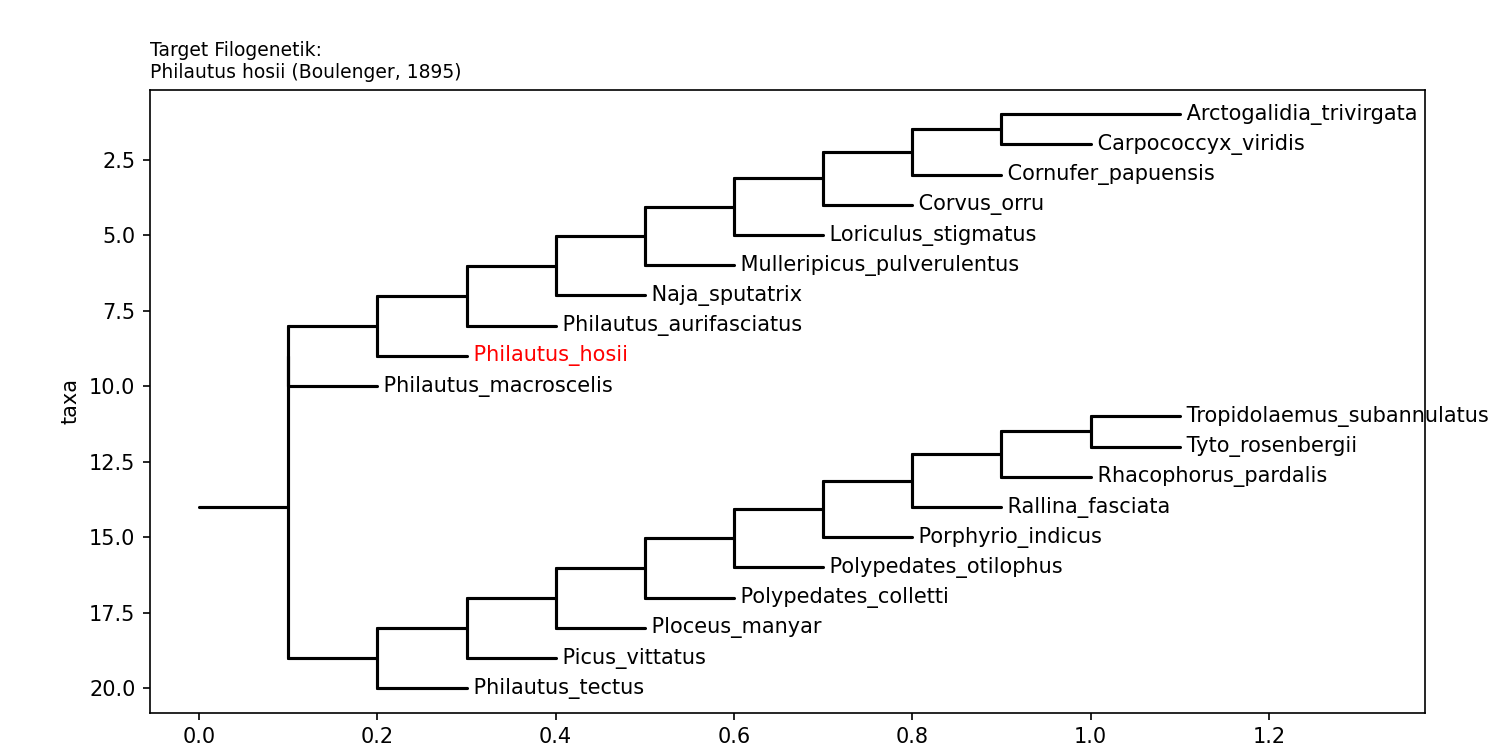 Target Filogenetik:
Philautus hosii (Boulenger, 1895)
Arctogalidia_trivirgata
Carpococcyx_viridis
2.5
Cornufer_papuensis
Corvus_orru
5.0
Loriculus_stigmatus
Mulleripicus_pulverulentus
Naja_sputatrix
7.5
Philautus_aurifasciatus
Philautus_hosii
10.0
Philautus_macroscelis
taxa
Tropidolaemus_subannulatus
Tyto_rosenbergii
12.5
Rhacophorus_pardalis
Rallina_fasciata
15.0
Porphyrio_indicus
Polypedates_otilophus
Polypedates_colletti
17.5
Ploceus_manyar
Picus_vittatus
20.0
Philautus_tectus
0.0 0.2 0.4 0.6 0.8 1.0 1.2